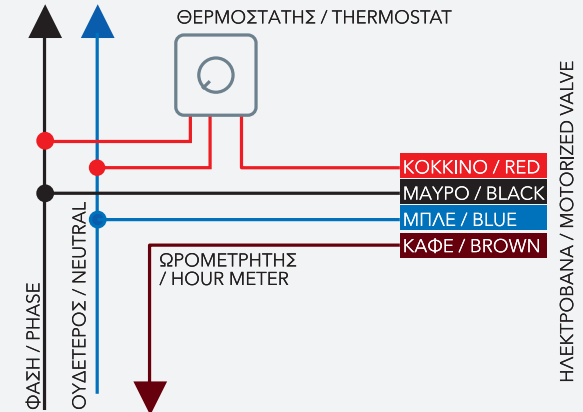 ΘΕΡΜΟΣΤΑΤΗΣ / THERMOSTAT
ΚΟΚΚΙΝΟ / RED
ΜΑΥΡΟ / BLACK
ΜΠΛΕ / BLUE
ΚΑΦΕ / BROWN
ΩΡΟΜΕΤΡΗΤΗΣ
/ HOUR METER
ΦΑΣΗ / PHASE
ΟΥΔΕΤΕΡΟΣ / NEUTRAL
ΗΛΕΚΤΡΟΒΑΝΑ / MOTORIZED VALVE